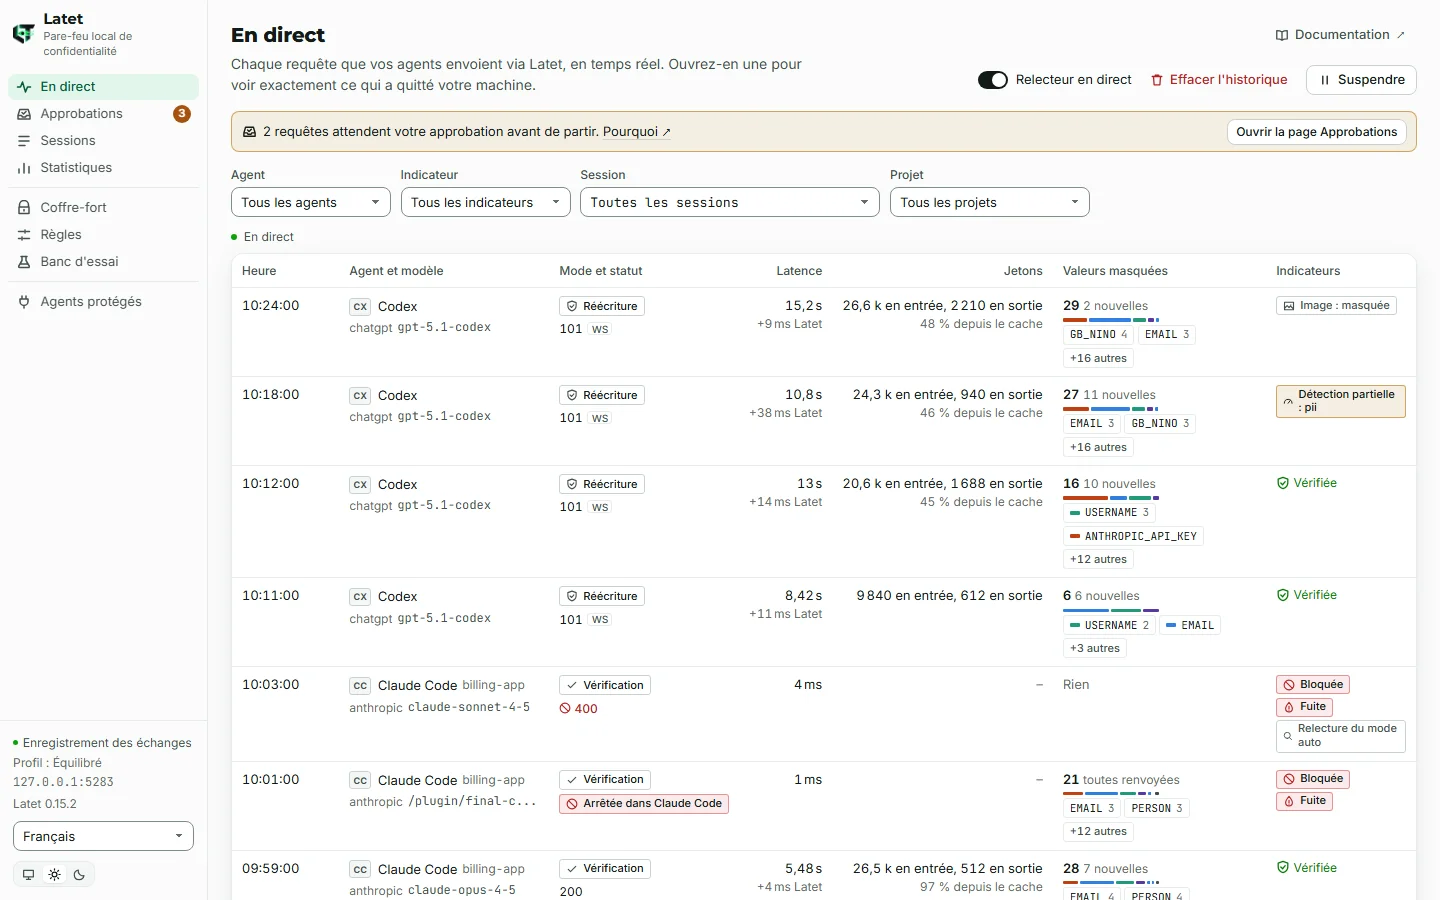 Latet
Pare-feu local de
confidentialité
En direct
Approbations
3
Sessions
Statistiques
Coffre-fort
Règles
Banc d'essai
Agents protégés
Enregistrement des échanges
Profil : Équilibré
127.0.0.1:5283
Latet 0.15.2
Français
En direct
Chaque requête que vos agents envoient via Latet, en temps réel. Ouvrez-en une pour
voir exactement ce qui a quitté votre machine.
Documentation ↗
Relecteur en direct
Effacer l'historique
Suspendre
2 requêtes attendent votre approbation avant de partir. Pourquoi ↗
Ouvrir la page Approbations
Agent
Indicateur
Session
Projet
Tous les agents
Tous les indicateurs
Toutes les sessions
Tous les projets
En direct
Heure
Agent et modèle
Mode et statut
Latence
Jetons
Valeurs masquées
Indicateurs
10:24:00
CX Codex
chatgpt gpt-5.1-codex
Réécriture
101 WS
15,2 s
+9 ms Latet
26,6 k en entrée, 2 210 en sortie
48 % depuis le cache
29 2 nouvelles
GB_NINO 4 EMAIL 3
+16 autres
Image : masquée
10:18:00
CX Codex
chatgpt gpt-5.1-codex
Réécriture
101 WS
10,8 s
+38 ms Latet
24,3 k en entrée, 940 en sortie
46 % depuis le cache
27 11 nouvelles
EMAIL 3 GB_NINO 3
+16 autres
Détection partielle
: pii
10:12:00
CX Codex
chatgpt gpt-5.1-codex
Réécriture
101 WS
13 s
+14 ms Latet
20,6 k en entrée, 1 688 en sortie
45 % depuis le cache
16 10 nouvelles
USERNAME 3
ANTHROPIC_API_KEY
+12 autres
Vérifiée
10:11:00
CX Codex
chatgpt gpt-5.1-codex
Réécriture
101 WS
8,42 s
+11 ms Latet
9 840 en entrée, 612 en sortie
6 6 nouvelles
USERNAME 2 EMAIL
+3 autres
Vérifiée
10:03:00
CC Claude Code billing-app
anthropic claude-sonnet-4-5
Vérification
400
4 ms
–
Rien
Bloquée
Fuite
Relecture du mode
auto
10:01:00
CC Claude Code billing-app
anthropic /plugin/final-c...
Vérification
Arrêtée dans Claude Code
1 ms
–
21 toutes renvoyées
EMAIL 3 PERSON 3
+12 autres
Bloquée
Fuite
09:59:00
CC Claude Code billing-app
anthropic claude-opus-4-5
Vérification
200
5,48 s
+4 ms Latet
26,5 k en entrée, 512 en sortie
97 % depuis le cache
28 7 nouvelles
EMAIL 4 PERSON 4
Vérifiée